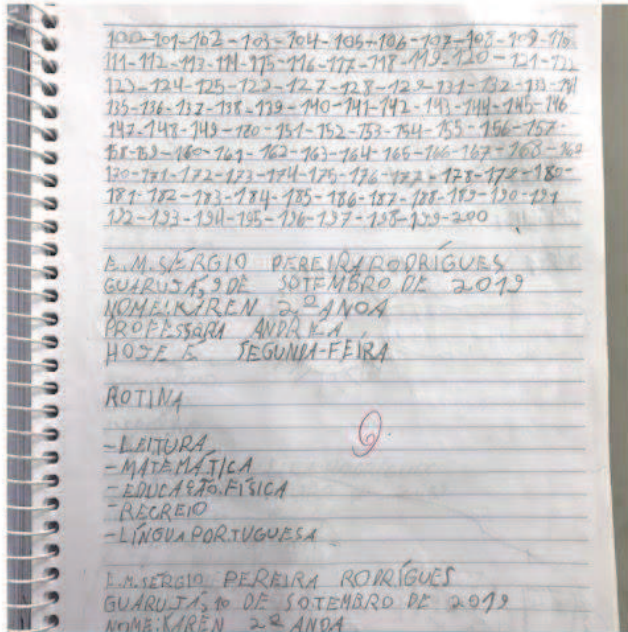 100-101-102-103-104-105-106-107-108-109-110
111-112-113-114-115-116-117-118-119-120-121-122
123-124-125-122-127-128-129-131-132-133-134
135-136-137-138-139-140-141-142-143-144-145-146
147-148-149-150-151-152-153-154-155-156-157-
158-159-160-161-162-163-164-165-166-167-168-169
170-171-172-173-174-175-176-177-178-179-180-
181-182-183-184-185-186-187-188-189-190-191
192-193-194-195-196-197-198-199-200
E.M.SÉRGIO PEREIRA RODRÍGUES
GUARUJÁ,9 DE SOTEMBRO DE 2019
NOME:KAREN 2º ANOA
PROFESSORA ANDRÉA
HOJE É SEGUNDA-FEIRA
ROTINA
-LEITURA
-MATEMÁTICA
-EDUCAÇÃO.FÍSICA
-RECREIO
-LÍNGUA PORTUGUESA
E.M.SÉRGIO PEREIRA RODRÍGUES
GUARUJÁ,10 DE SOTEMBRO DE 2019
NOME:KAREN 2º ANOA